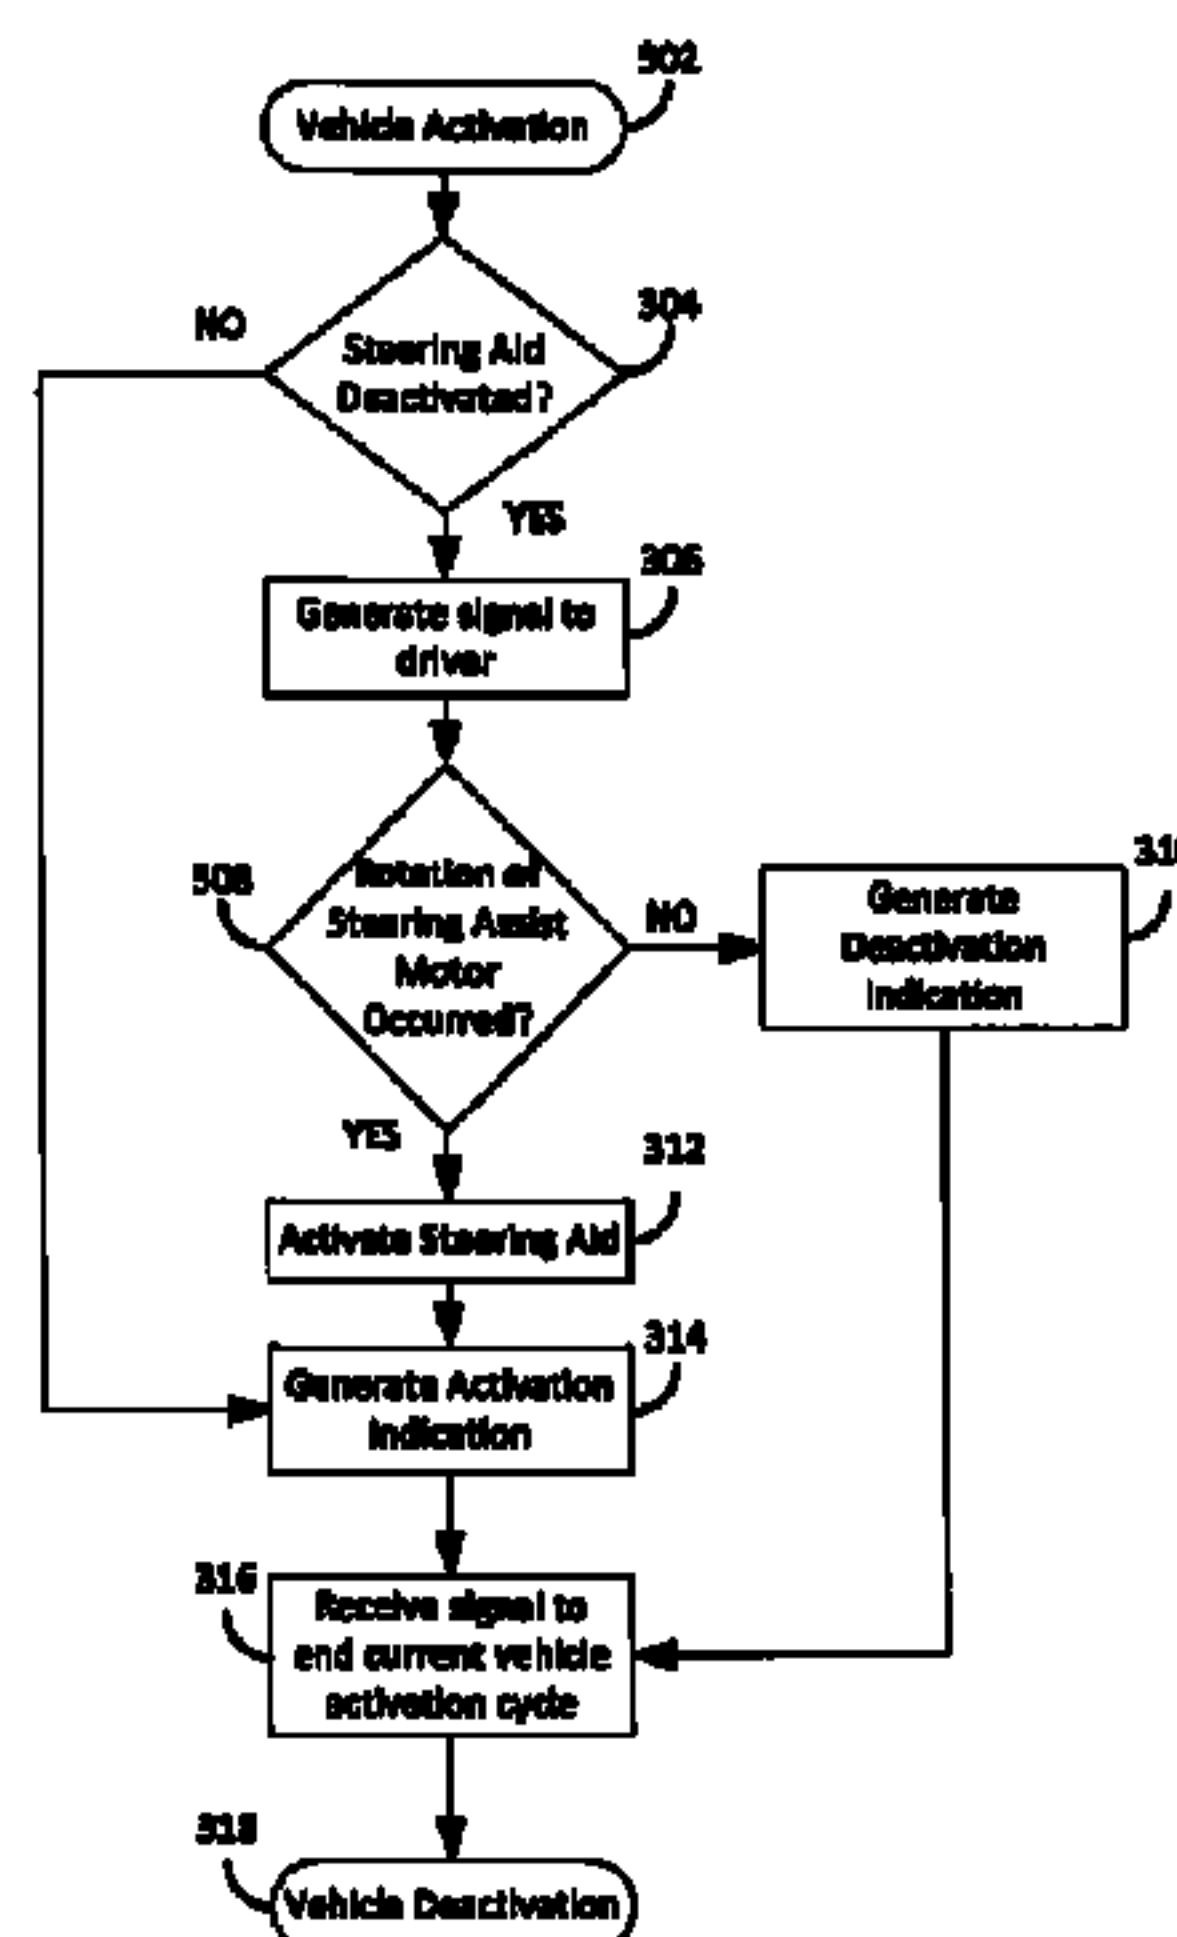 302
Vehicle Activation
304
NO
Steering Aid
Deactivated?
YES
306
Generate signal to
driver
308
Rotation of
Steering Assist
Motor
Occurred?
NO
Generate
Deactivation
Indication
YES
312
Activate Steering Aid
314
Generate Activation
Indication
316
Receive signal to
end current vehicle
activation cycle
318
Vehicle Deactivation